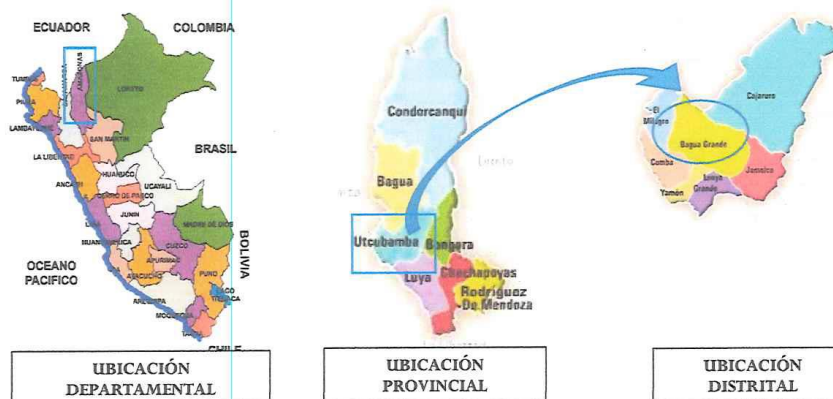 ECUADOR
COLOMBIA
TUMBES
PIURA
AMAZONAS
LORETO
LAMBAYEQUE
SAN MARTIN
LA LIBERTAD
BRASIL
ANCASH
HUANUCO
UCAYALI
CERRO DE PASCO
JUNIN
LIMA
MADRE DE DIOS
CUZCO
BOLIVIA
OCEANO
PACIFICO
APURIMAC
AYACUCHO
PUNO
LAGO
AREQUIPA
MOQUEGUA
TACNA
CHILE
UBICACIÓN
DEPARTAMENTAL
Condorcanqui
Loreto
Bagua
Utcubamba
Bongara
Luya
Chachapoyas
Rodriguez
De Mendoza
UBICACIÓN
PROVINCIAL
Cajaruro
El
Milagro
Bagua Grande
Cumba
Jamalca
Lonya
Grande
Yamón
UBICACIÓN
DISTRITAL